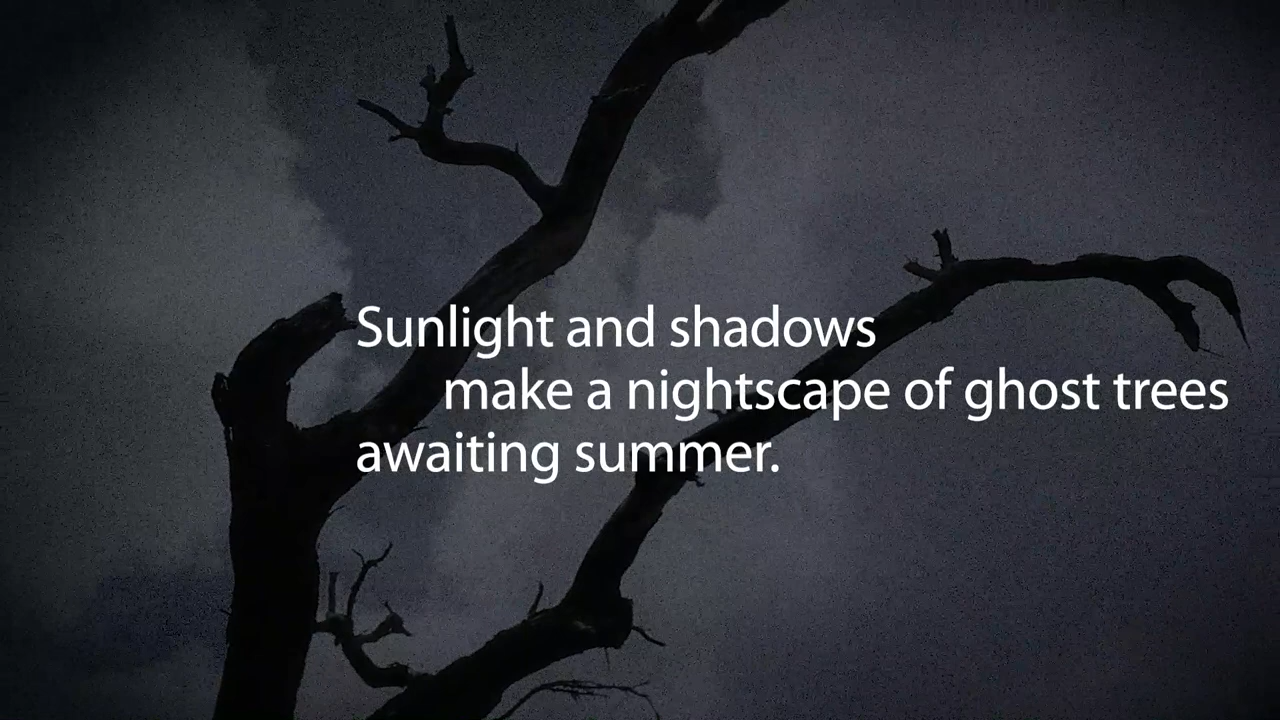 Sunlight and shadows
make a nightscape of ghost trees
awaiting summer.